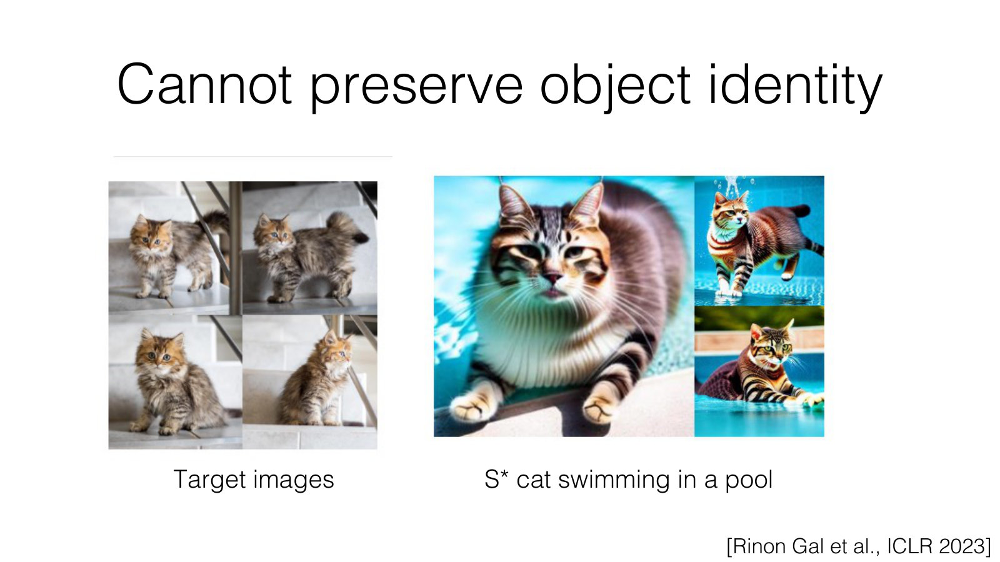 Cannot preserve object identity
Target images
S* cat swimming in a pool
[Rinon Gal et al., ICLR 2023]